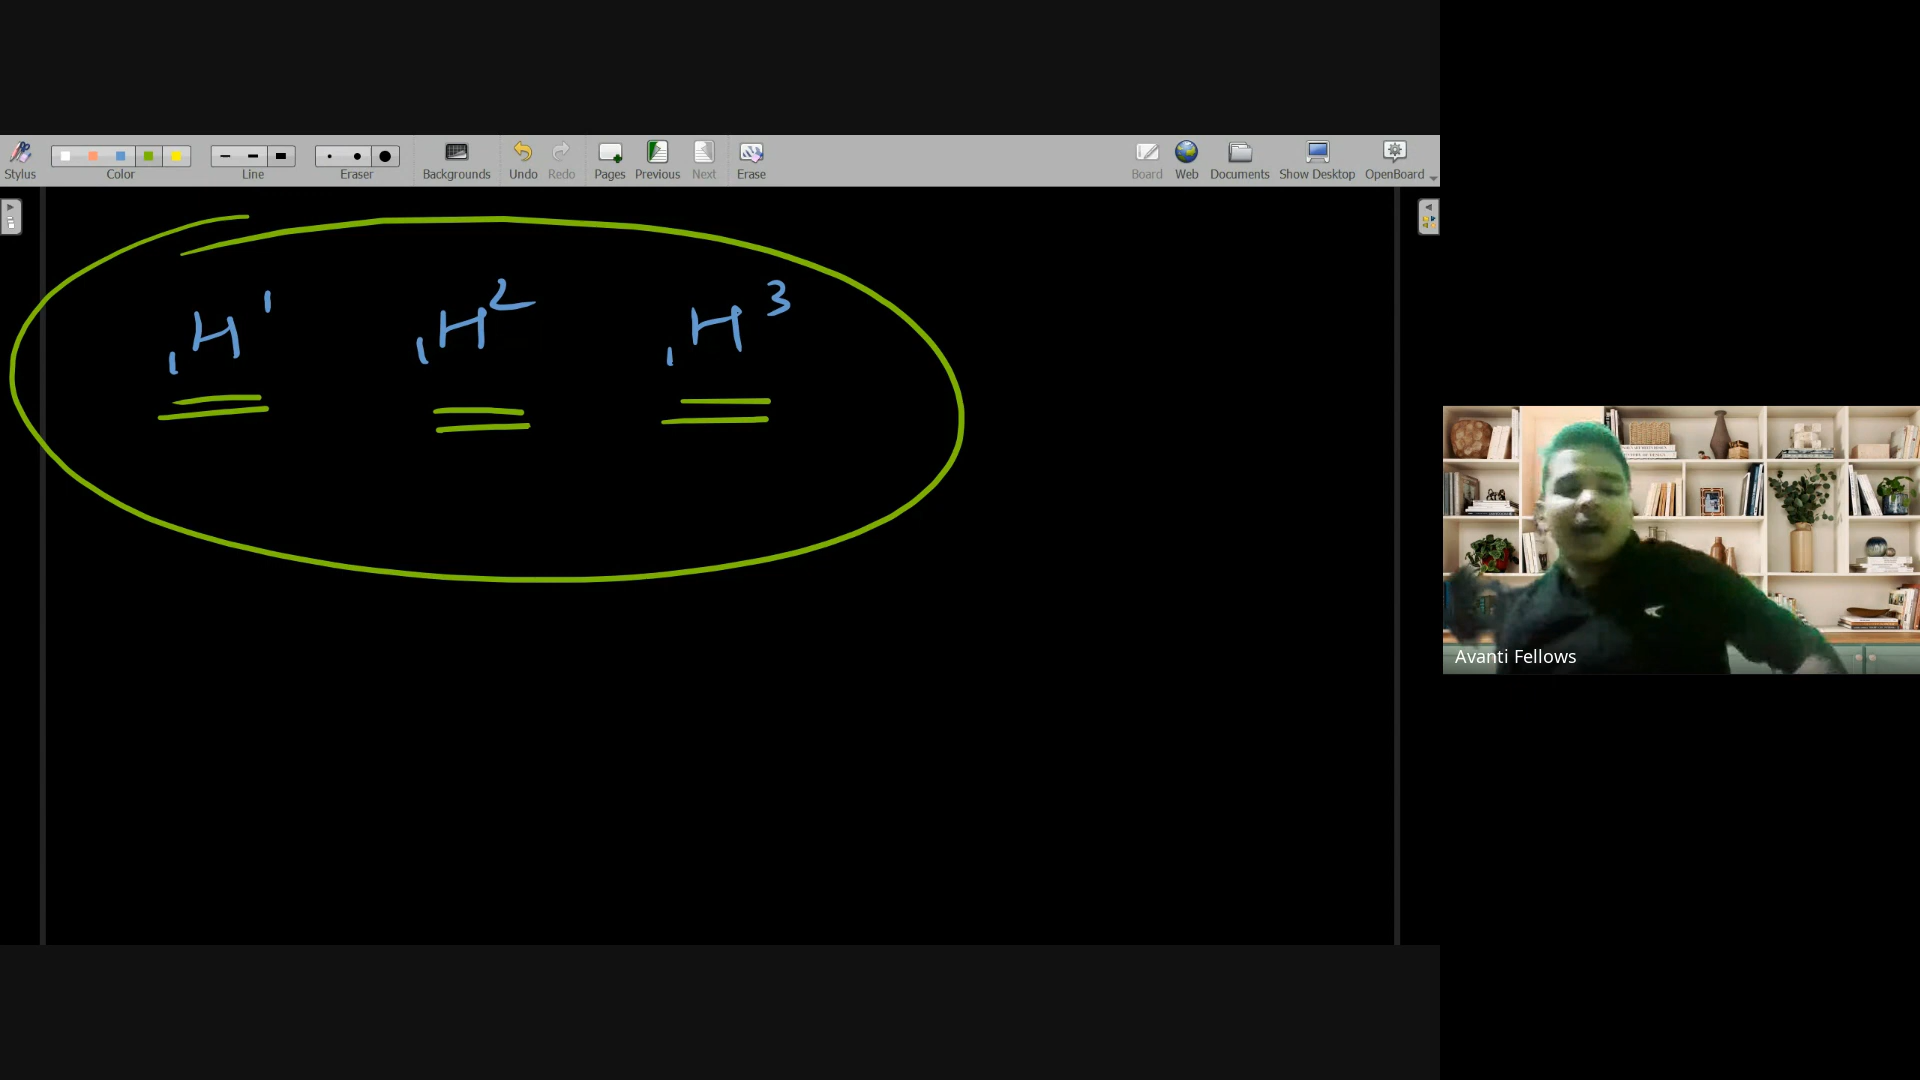 Stylus Color Line Eraser Backgrounds Undo Redo Pages Previous Next Erase Board Web Documents Show Desktop OpenBoard
₁H¹ ₁H² ₁H³
Avanti Fellows